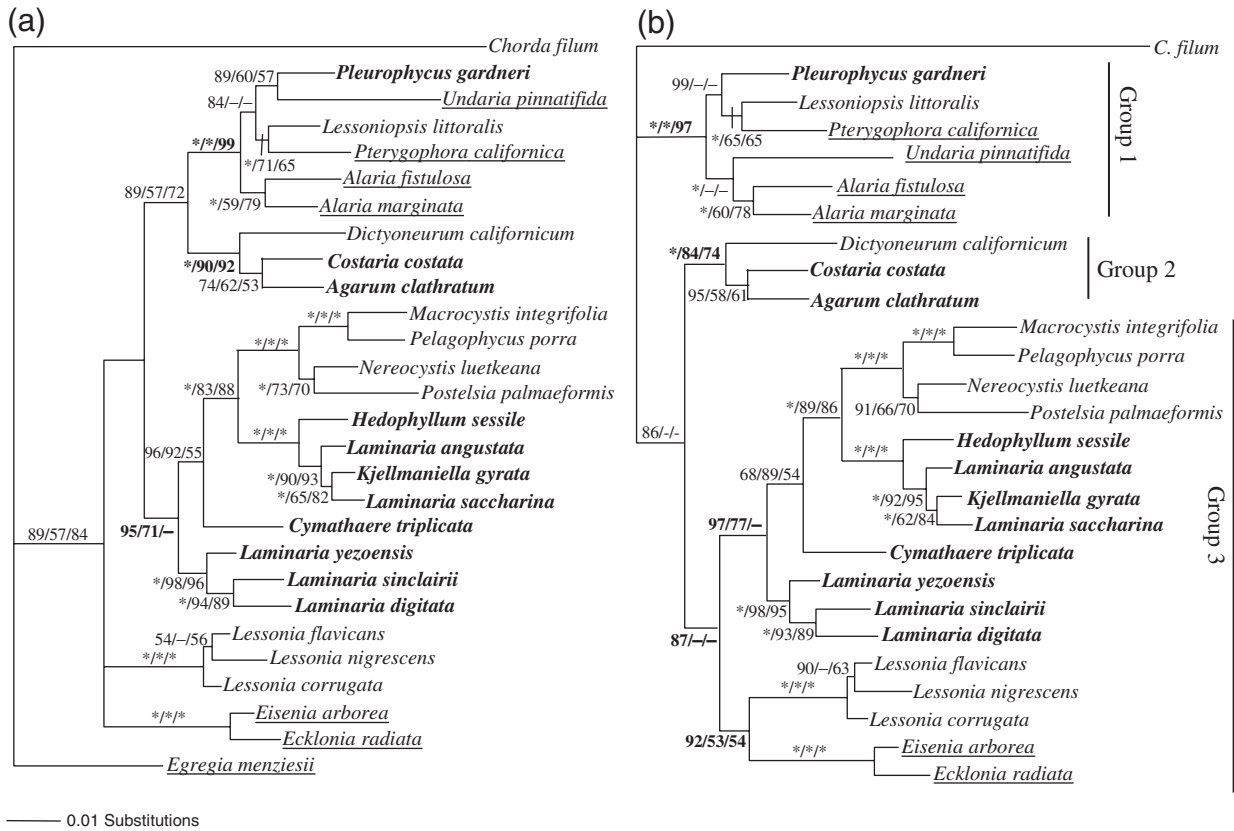 (a)
Chorda filum
89/60/57
Pleurophycus gardneri
84/–/–
Undaria pinnatifida
Lessoniopsis littoralis
*/*/99
Pterygophora californica
*/71/65
Alaria fistulosa
89/57/72
*/59/79
Alaria marginata
Dictyoneurum californicum
*/90/92
Costaria costata
74/62/53
Agarum clathratum
*/*/*
Macrocystis integrifolia
Pelagophycus porra
*/*/*
Nereocystis luetkeana
*/83/88
*/73/70
Postelsia palmaeformis
*/*/*
Hedophyllum sessile
96/92/55
Laminaria angustata
*/90/93
Kjellmaniella gyrata
*/65/82
Laminaria saccharina
95/71/–
Cymathaere triplicata
89/57/84
Laminaria yezoensis
*/98/96
Laminaria sinclairii
*/94/89
Laminaria digitata
54/–/56
Lessonia flavicans
*/*/*
Lessonia nigrescens
Lessonia corrugata
*/*/*
Eisenia arborea
Ecklonia radiata
Egregia menziesii
0.01 Substitutions
(b)
C. filum
99/–/–
Pleurophycus gardneri
Lessoniopsis littoralis
*/*/97
Pterygophora californica
*/65/65
Undaria pinnatifida
*/–/–
Alaria fistulosa
*/60/78
Alaria marginata
Group 1
*/84/74
Dictyoneurum californicum
Costaria costata
95/58/61
Agarum clathratum
Group 2
*/*/*
Macrocystis integrifolia
*/*/*
Pelagophycus porra
Nereocystis luetkeana
*/89/86
91/66/70
Postelsia palmaeformis
86/-/-
*/*/*
Hedophyllum sessile
68/89/54
Laminaria angustata
*/92/95
Kjellmaniella gyrata
*/62/84
Laminaria saccharina
97/77/–
Cymathaere triplicata
Laminaria yezoensis
*/98/95
Laminaria sinclairii
*/93/89
Laminaria digitata
87/–/–
90/–/63
Lessonia flavicans
*/*/*
Lessonia nigrescens
Lessonia corrugata
92/53/54
*/*/*
Eisenia arborea
Ecklonia radiata
Group 3